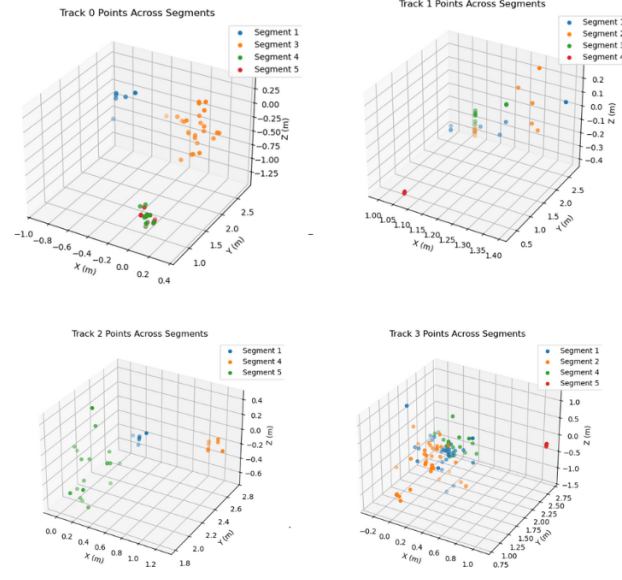 Track 0 Points Across Segments
Segment 1
Segment 3
Segment 4
Segment 5
0.25
0.00
−0.25
−0.50
−0.75
−1.00
−1.25
Z (m)
2.5
2.0
1.5
1.0
Y (m)
−1.0
−0.8
−0.6
−0.4
−0.2
0.0
0.2
0.4
X (m)
Track 1 Points Across Segments
Segment 1
Segment 2
Segment 3
Segment 4
0.2
0.1
0.0
−0.1
−0.2
−0.3
−0.4
Z (m)
2.5
2.0
1.5
1.0
0.5
Y (m)
1.00
1.05
1.10
1.15
1.20
1.25
1.30
1.35
1.40
X (m)
Track 2 Points Across Segments
Segment 1
Segment 4
Segment 5
0.4
0.2
0.0
−0.2
−0.4
−0.6
Z (m)
2.8
2.6
2.4
2.2
2.0
1.8
Y (m)
0.0
0.2
0.4
0.6
0.8
1.0
1.2
X (m)
Track 3 Points Across Segments
Segment 1
Segment 2
Segment 4
Segment 5
1.0
0.5
0.0
−0.5
−1.0
−1.5
Z (m)
2.75
2.50
2.25
2.00
1.75
1.50
1.25
1.00
0.75
Y (m)
−0.2
0.0
0.2
0.4
0.6
0.8
1.0
X (m)